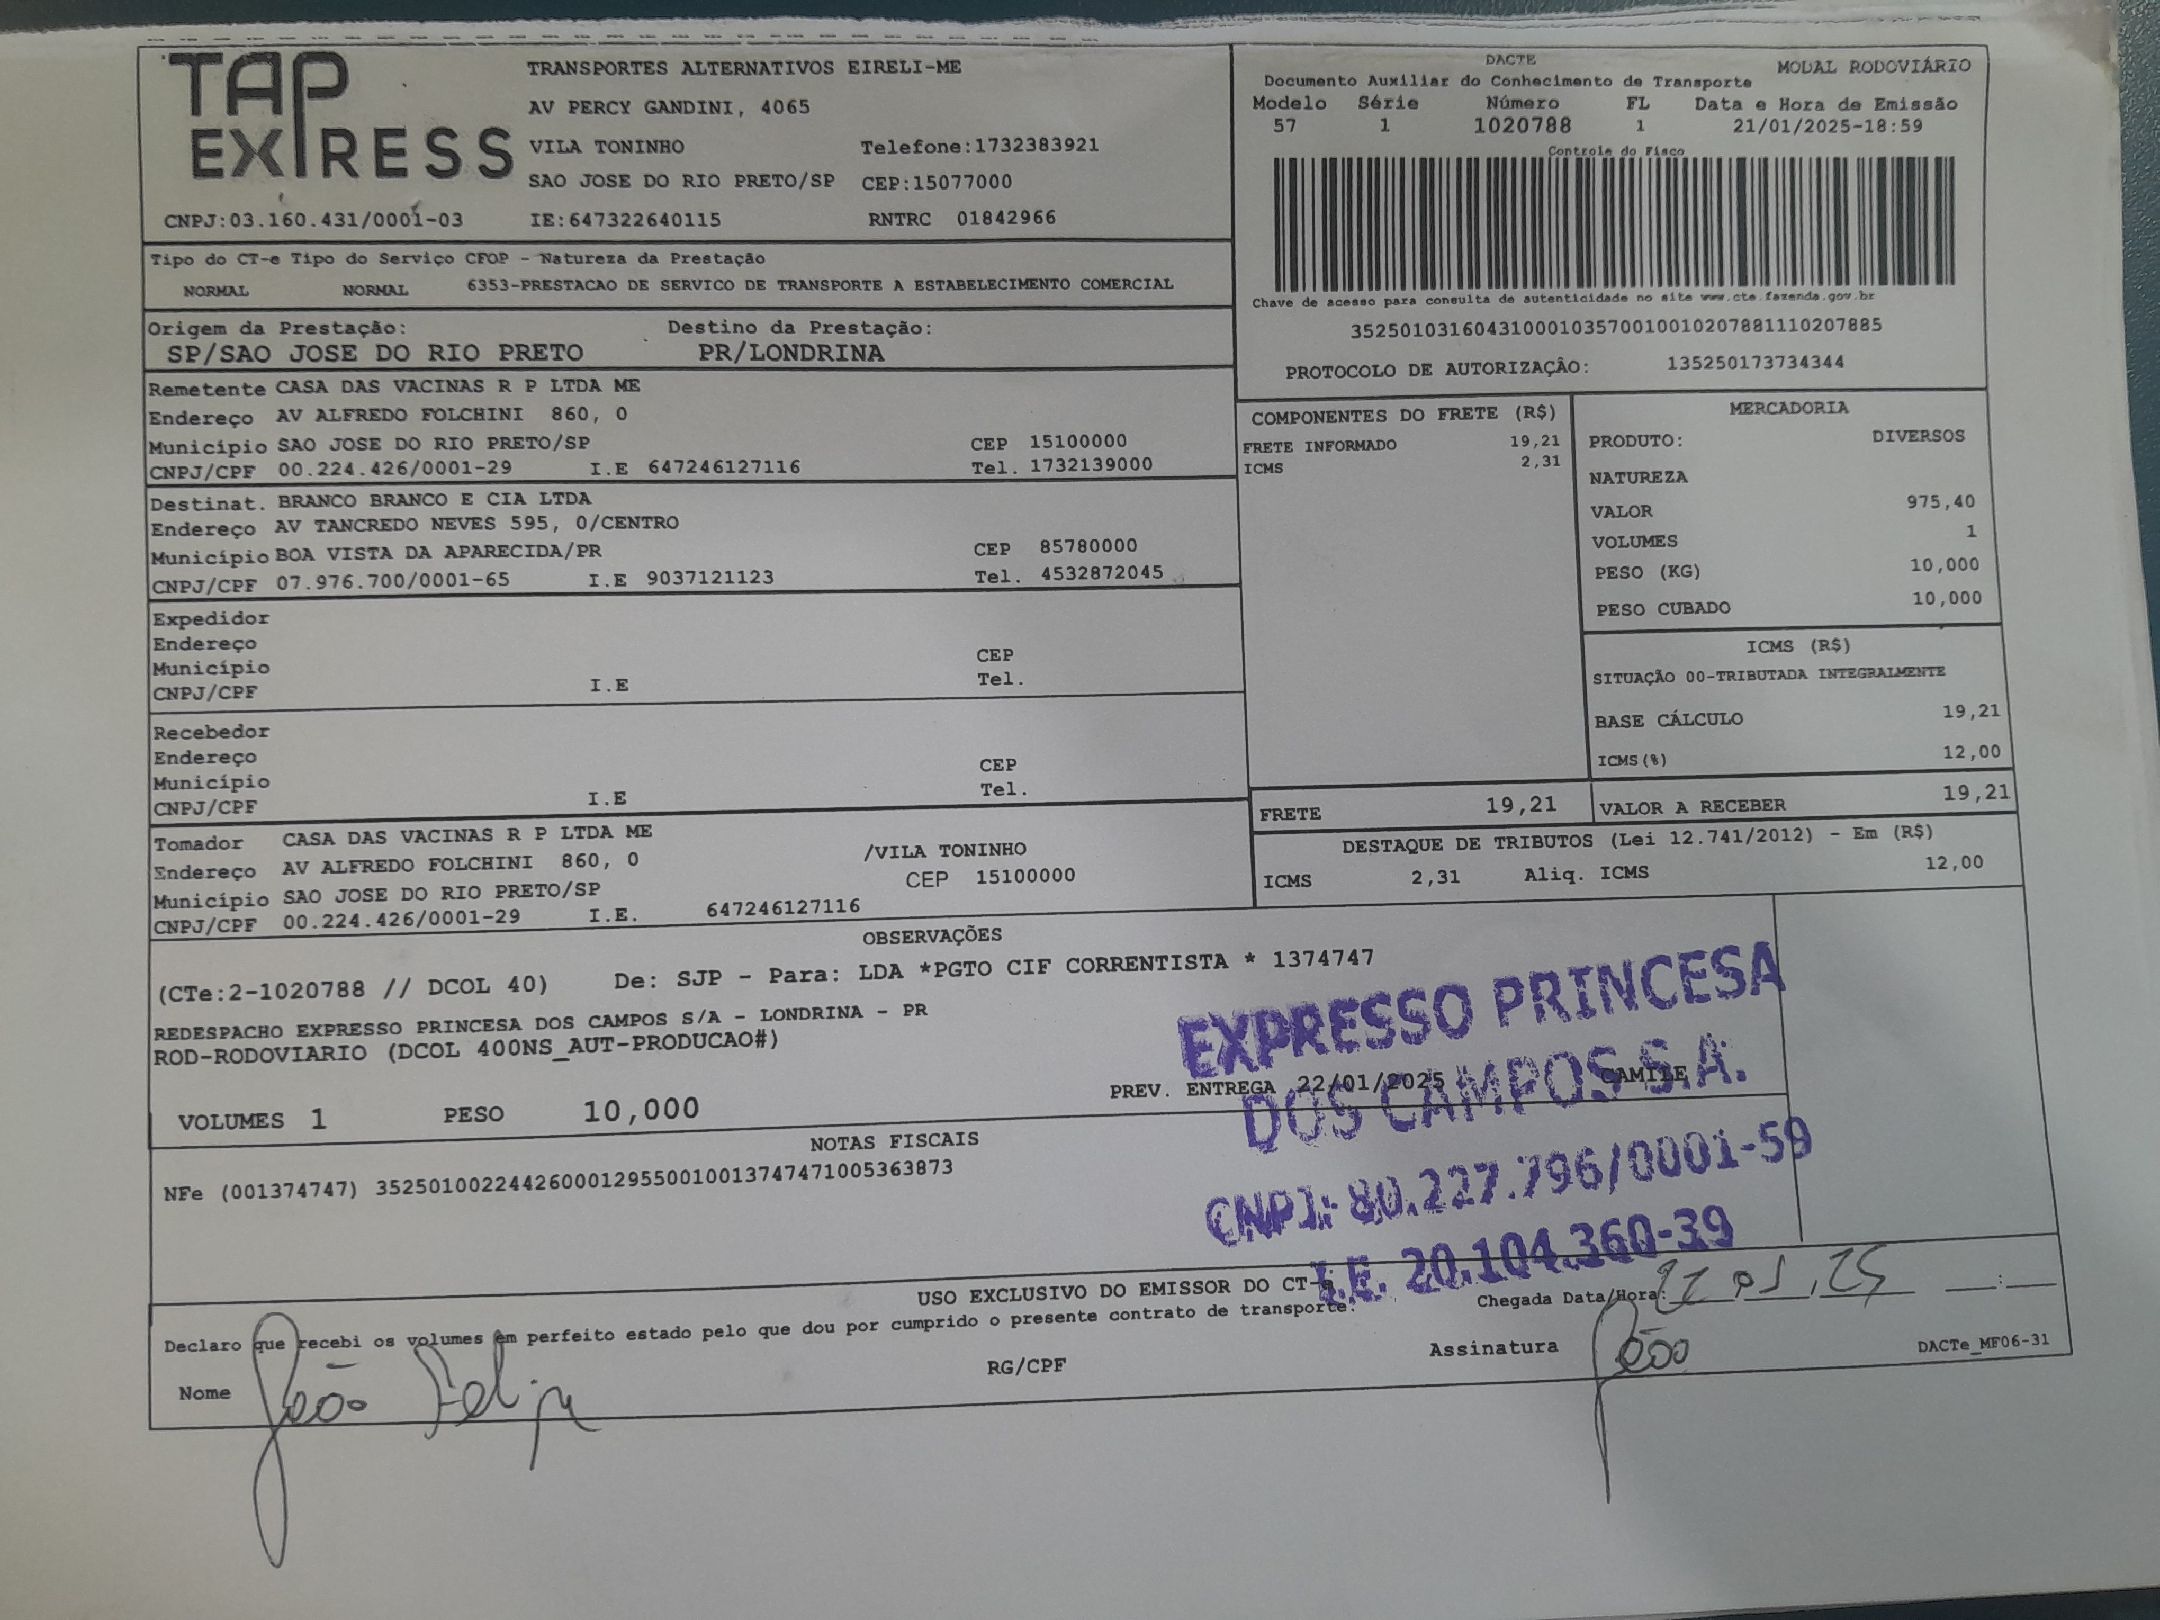 TAP
EXPRESS
TRANSPORTES ALTERNATIVOS EIRELI-ME
AV PERCY GANDINI, 4065
VILA TONINHO Telefone:1732383921
SAO JOSE DO RIO PRETO/SP CEP:15077000
CNPJ:03.160.431/0001-03 IE:647322640115 RNTRC 01842966
DACTE MODAL RODOVIÁRIO
Documento Auxiliar do Conhecimento de Transporte
Modelo Série Número FL Data e Hora de Emissão
57 1 1020788 1 21/01/2025-18:59
Controle do Fisco
Chave de acesso para consulta de autenticidade no site www.cte.fazenda.gov.br
35250103160431000103570010010207881110207885
PROTOCOLO DE AUTORIZAÇÂO: 135250173734344
Tipo do CT-e Tipo do Serviço CFOP - Natureza da Prestação
NORMAL NORMAL 6353-PRESTACAO DE SERVICO DE TRANSPORTE A ESTABELECIMENTO COMERCIAL
Origem da Prestação: Destino da Prestação:
SP/SAO JOSE DO RIO PRETO PR/LONDRINA
Remetente CASA DAS VACINAS R P LTDA ME
Endereço AV ALFREDO FOLCHINI 860, 0
Município SAO JOSE DO RIO PRETO/SP CEP 15100000
CNPJ/CPF 00.224.426/0001-29 I.E 647246127116 Tel. 1732139000
Destinat. BRANCO BRANCO E CIA LTDA
Endereço AV TANCREDO NEVES 595, 0/CENTRO
Município BOA VISTA DA APARECIDA/PR CEP 85780000
CNPJ/CPF 07.976.700/0001-65 I.E 9037121123 Tel. 4532872045
Expedidor
Endereço
Município CEP
CNPJ/CPF I.E Tel.
Recebedor
Endereço
Município CEP
CNPJ/CPF I.E Tel.
Tomador CASA DAS VACINAS R P LTDA ME
Endereço AV ALFREDO FOLCHINI 860, 0 /VILA TONINHO
Município SAO JOSE DO RIO PRETO/SP CEP 15100000
CNPJ/CPF 00.224.426/0001-29 I.E. 647246127116
COMPONENTES DO FRETE (R$)
FRETE INFORMADO 19,21
ICMS 2,31
MERCADORIA
PRODUTO: DIVERSOS
NATUREZA
VALOR 975,40
VOLUMES 1
PESO (KG) 10,000
PESO CUBADO 10,000
ICMS (R$)
SITUAÇÃO 00-TRIBUTADA INTEGRALMENTE
BASE CÁLCULO 19,21
ICMS(%) 12,00
FRETE 19,21 VALOR A RECEBER 19,21
DESTAQUE DE TRIBUTOS (Lei 12.741/2012) - Em (R$)
ICMS 2,31 Aliq. ICMS 12,00
OBSERVAÇÕES
(CTe:2-1020788 // DCOL 40) De: SJP - Para: LDA *PGTO CIF CORRENTISTA * 1374747
REDESPACHO EXPRESSO PRINCESA DOS CAMPOS S/A - LONDRINA - PR
ROD-RODOVIARIO (DCOL 400NS_AUT-PRODUCAO#)
PREV. ENTREGA 22/01/2025 CAMILE
VOLUMES 1 PESO 10,000
EXPRESSO PRINCESA
DOS CAMPOS S.A.
CNPJ: 80.227.796/0001-59
I.E. 20.104.360-39
NOTAS FISCAIS
NFe (001374747) 35250100224426000129550010013747471005363873
USO EXCLUSIVO DO EMISSOR DO CT-e
Declaro que recebi os volumes em perfeito estado pelo que dou por cumprido o presente contrato de transporte.
Chegada Data/Hora: 22 01 25 __:__
Nome João Felipe RG/CPF Assinatura João DACTe_MF06-31